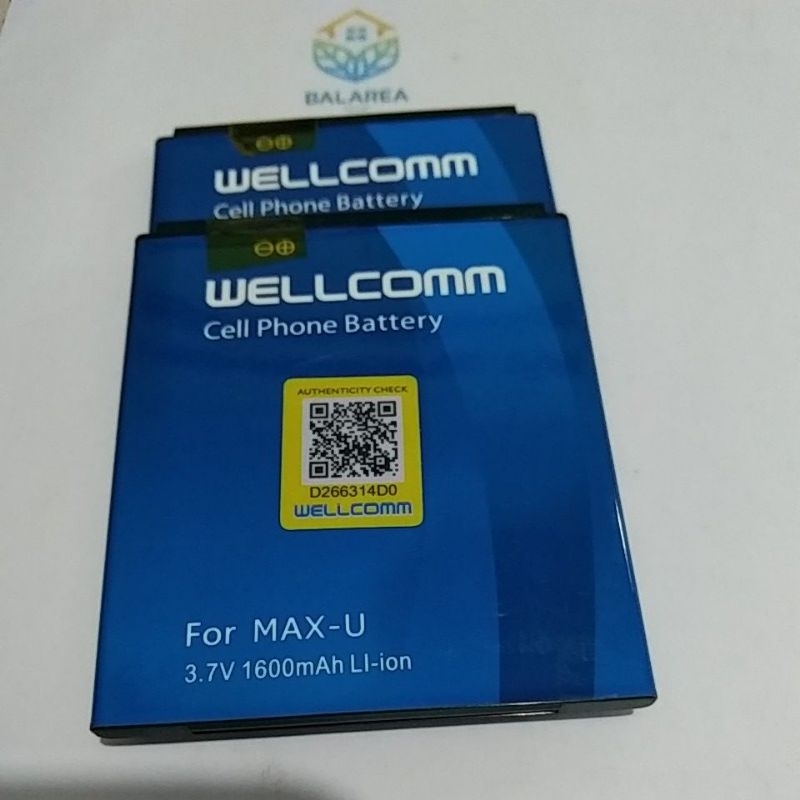 BALAREA
WELLCOMM
Cell Phone Battery
WELLCOMM
Cell Phone Battery
AUTHENTICITY CHECK
D266314D0
WELLCOMM
For MAX-U
3.7V 1600mAh LI-ion